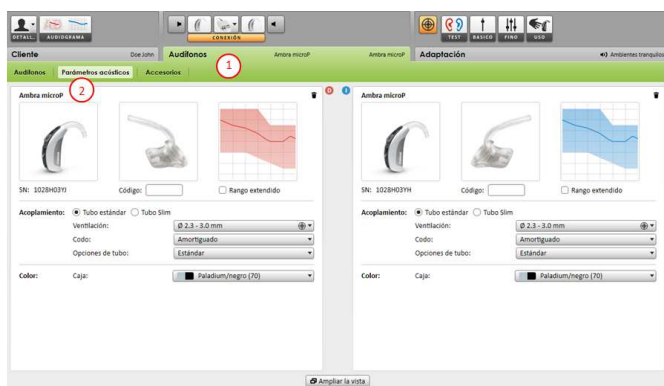 DETALL... AUDIOGRAMA CONEXIÓN TEST BASICO FINO USO
Cliente Doe John Audífonos Ambra microP Ambra microP Adaptación Ambientes tranquilos
1
Audífonos Parámetros acústicos Accesorios
2
Ambra microP D I Ambra microP
SN: 1028H03YJ Código: Rango extendido SN: 1028H03YH Código: Rango extendido
Acoplamiento: Tubo estándar Tubo Slim Acoplamiento: Tubo estándar Tubo Slim
Ventilación: Ø 2.3 - 3.0 mm Ventilación: Ø 2.3 - 3.0 mm
Codo: Amortiguado Codo: Amortiguado
Opciones de tubo: Estándar Opciones de tubo: Estándar
Color: Caja: Paladium/negro (70) Color: Caja: Paladium/negro (70)
Ampliar la vista